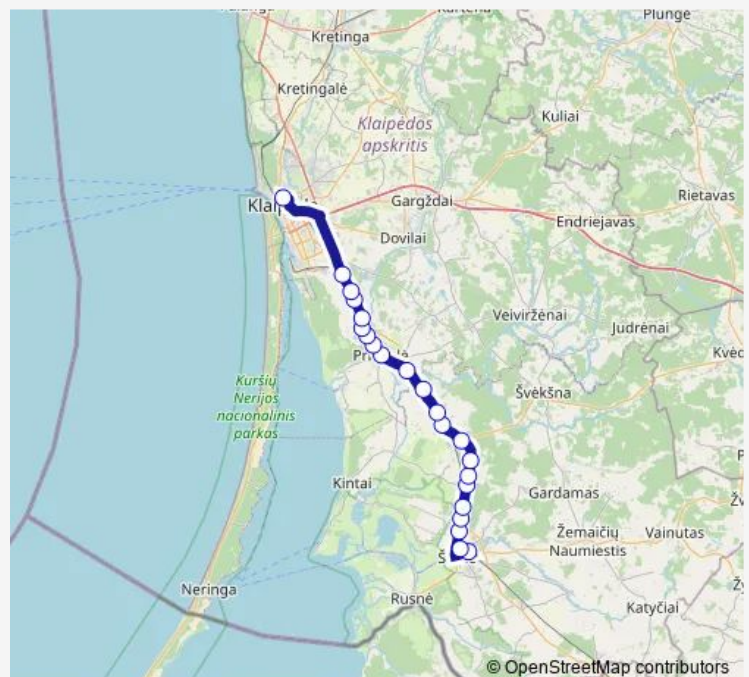 Plungė
Kretinga
Kretingalė
Kuliai
Klaipėdos
apskritis
Rietavas
Gargždai
Endriejavas
Dovilai
Veiviržėnai
Judrėnai
Kuršių
Nerijos
nacionalinis
parkas
Švėkšna
Kintai
Gardamas
Žemaičių
Naumiestis
Vainutas
Neringa
Rusnė
Katyčiai
© OpenStreetMap contributors